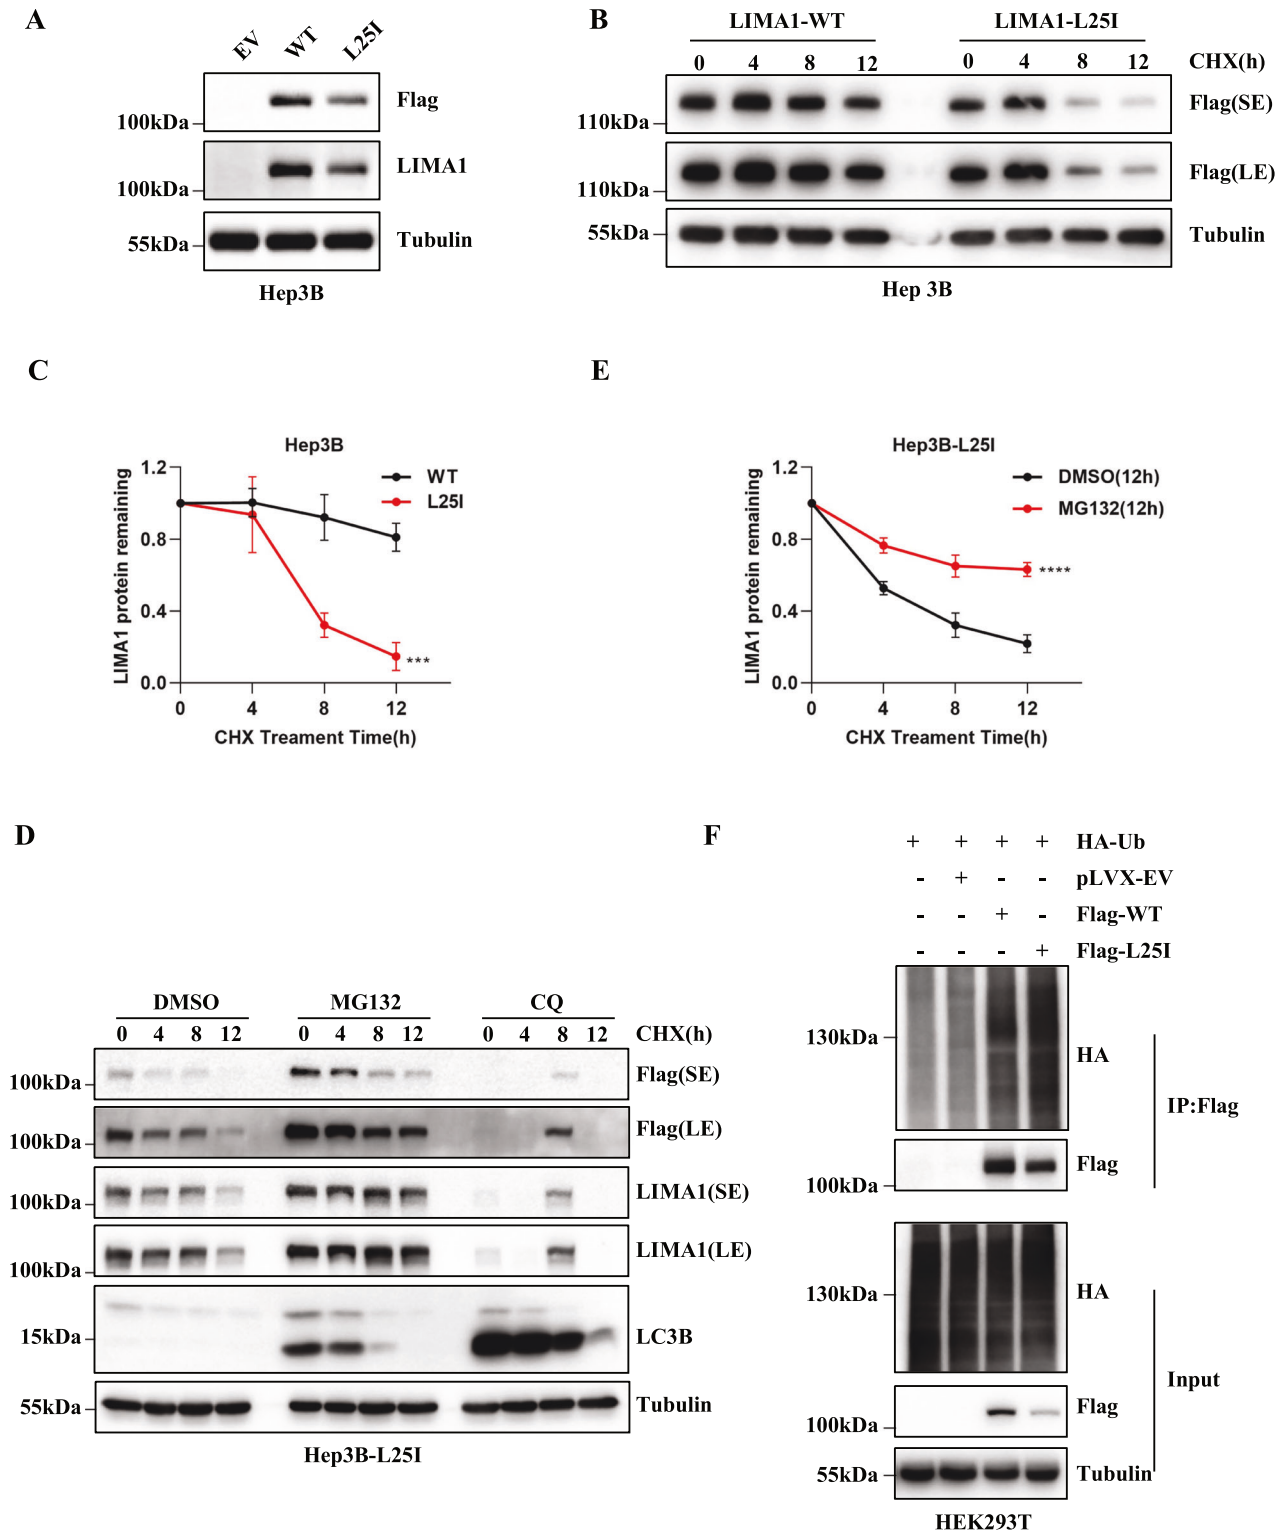 A
EV WT L25I
Flag
100kDa
LIMA1
100kDa
Tubulin
55kDa
Hep3B
B
LIMA1-WT LIMA1-L25I
0 4 8 12 0 4 8 12 CHX(h)
Flag(SE)
110kDa
Flag(LE)
110kDa
55kDa
Tubulin
Hep 3B
C
Hep3B
WT
L25I
LIMA1 protein remaining
1.2
0.8
0.4
0.0
***
0 4 8 12
CHX Treament Time(h)
E
Hep3B-L25I
DMSO(12h)
MG132(12h)
LIMA1 protein remaining
1.2
0.8
0.4
0.0
****
0 4 8 12
CHX Treament Time(h)
D
DMSO MG132 CQ
0 4 8 12 0 4 8 12 0 4 8 12 CHX(h)
Flag(SE)
100kDa
Flag(LE)
100kDa
LIMA1(SE)
100kDa
LIMA1(LE)
100kDa
15kDa
LC3B
55kDa
Tubulin
Hep3B-L25I
F
+ + + + HA-Ub
- + - - pLVX-EV
- - + - Flag-WT
- - - + Flag-L25I
130kDa
HA
IP:Flag
Flag
100kDa
130kDa
HA
Input
Flag
100kDa
55kDa
Tubulin
HEK293T